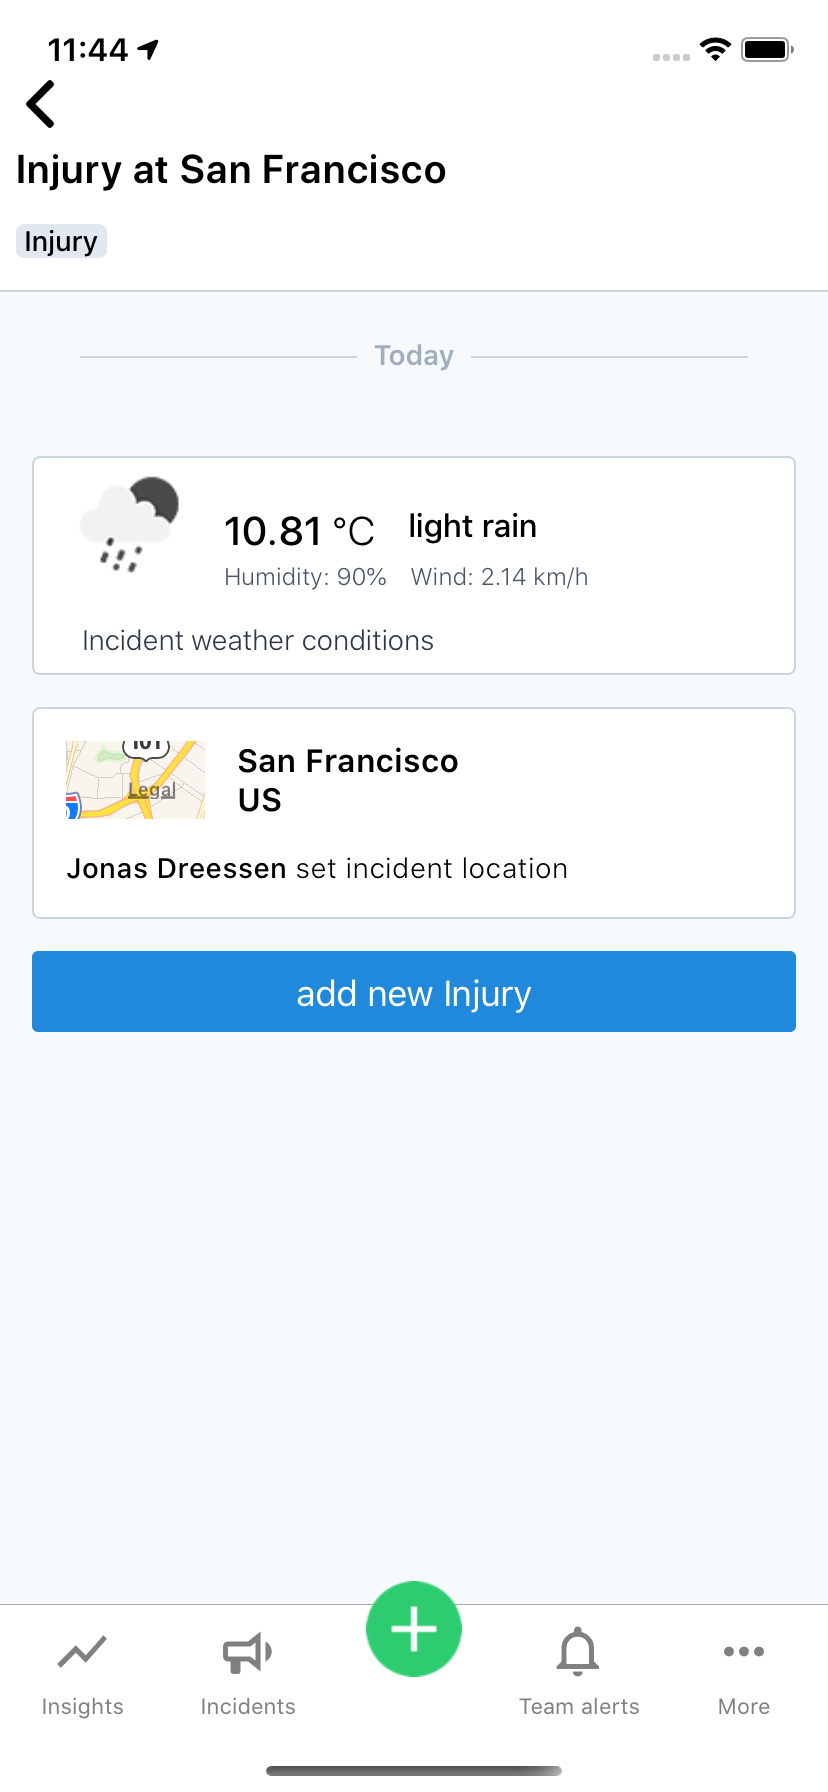 11:44
Injury at San Francisco
Injury
Today
10.81 °C light rain
Humidity: 90% Wind: 2.14 km/h
Incident weather conditions
101
Legal
San Francisco
US
Jonas Dreessen set incident location
add new Injury
Insights Incidents Team alerts More